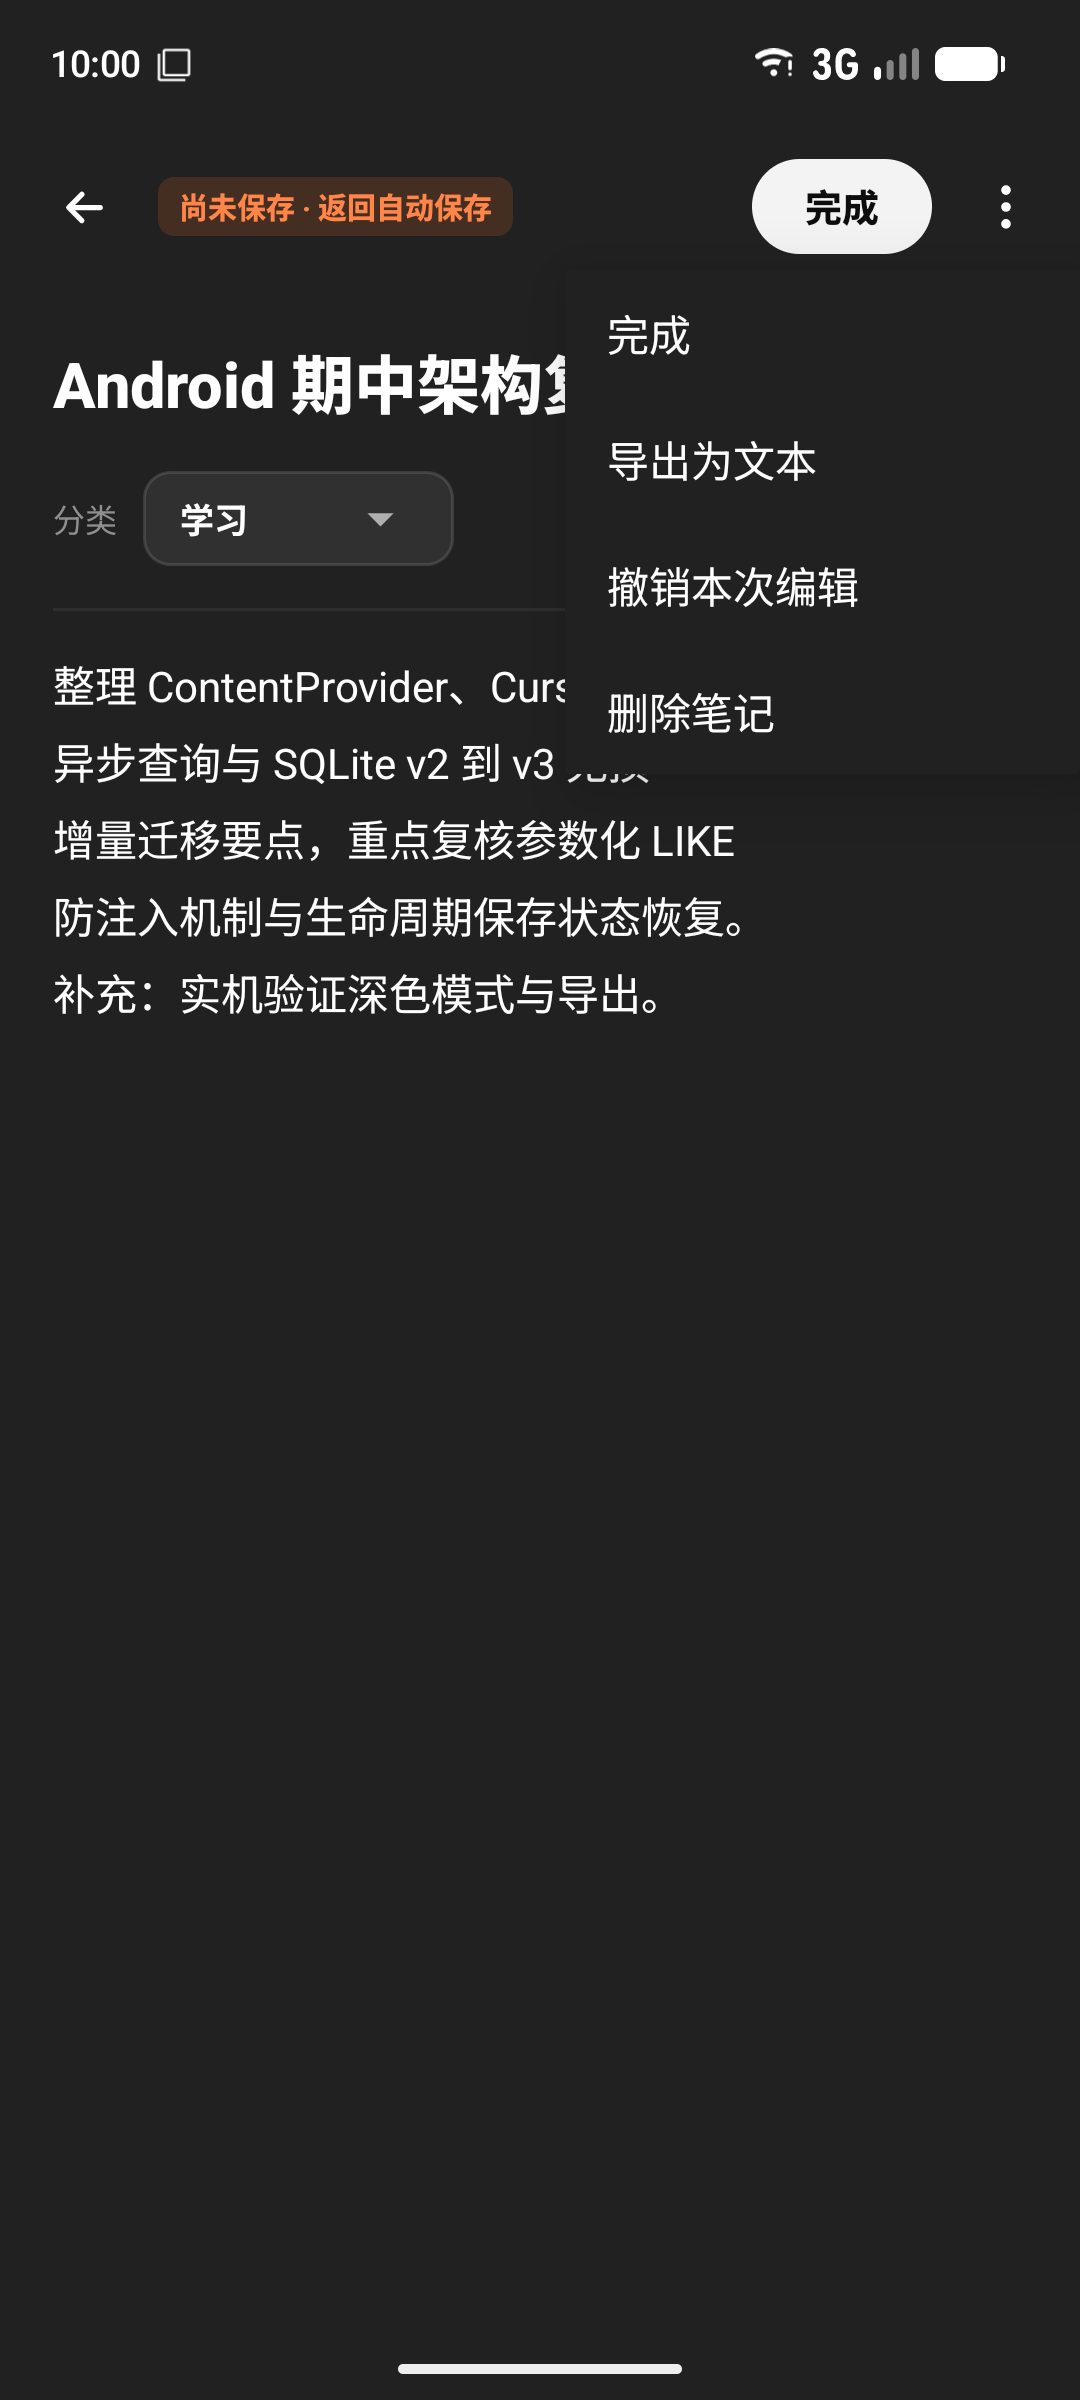 10:00
3G
尚未保存 · 返回自动保存
完成
Android 期中架构
完成
导出为文本
撤销本次编辑
删除笔记
分类
学习
整理 ContentProvider、Curs
异步查询与 SQLite v2 到 v3
增量迁移要点，重点复核参数化 LIKE
防注入机制与生命周期保存状态恢复。
补充：实机验证深色模式与导出。